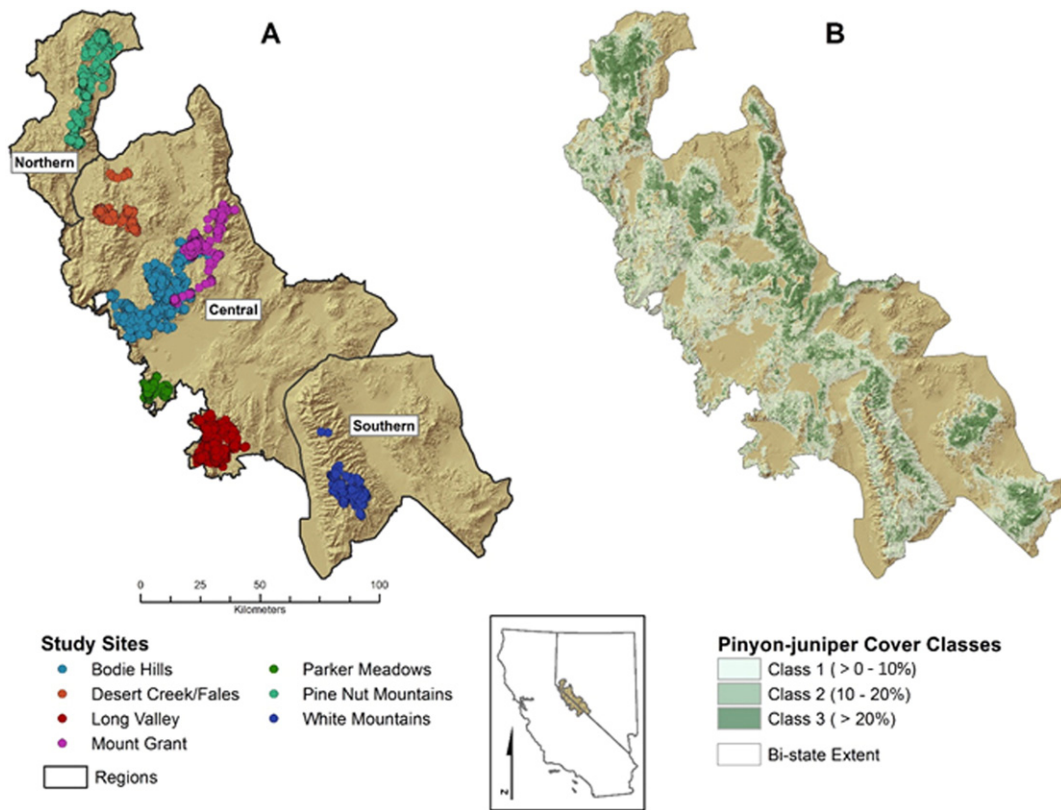 A
B
Northern
Central
Southern
0 25 50 100
Kilometers
Study Sites
Bodie Hills
Desert Creek/Fales
Long Valley
Mount Grant
Parker Meadows
Pine Nut Mountains
White Mountains
Regions
N
Pinyon-juniper Cover Classes
Class 1 ( > 0 - 10%)
Class 2 (10 - 20%)
Class 3 ( > 20%)
Bi-state Extent